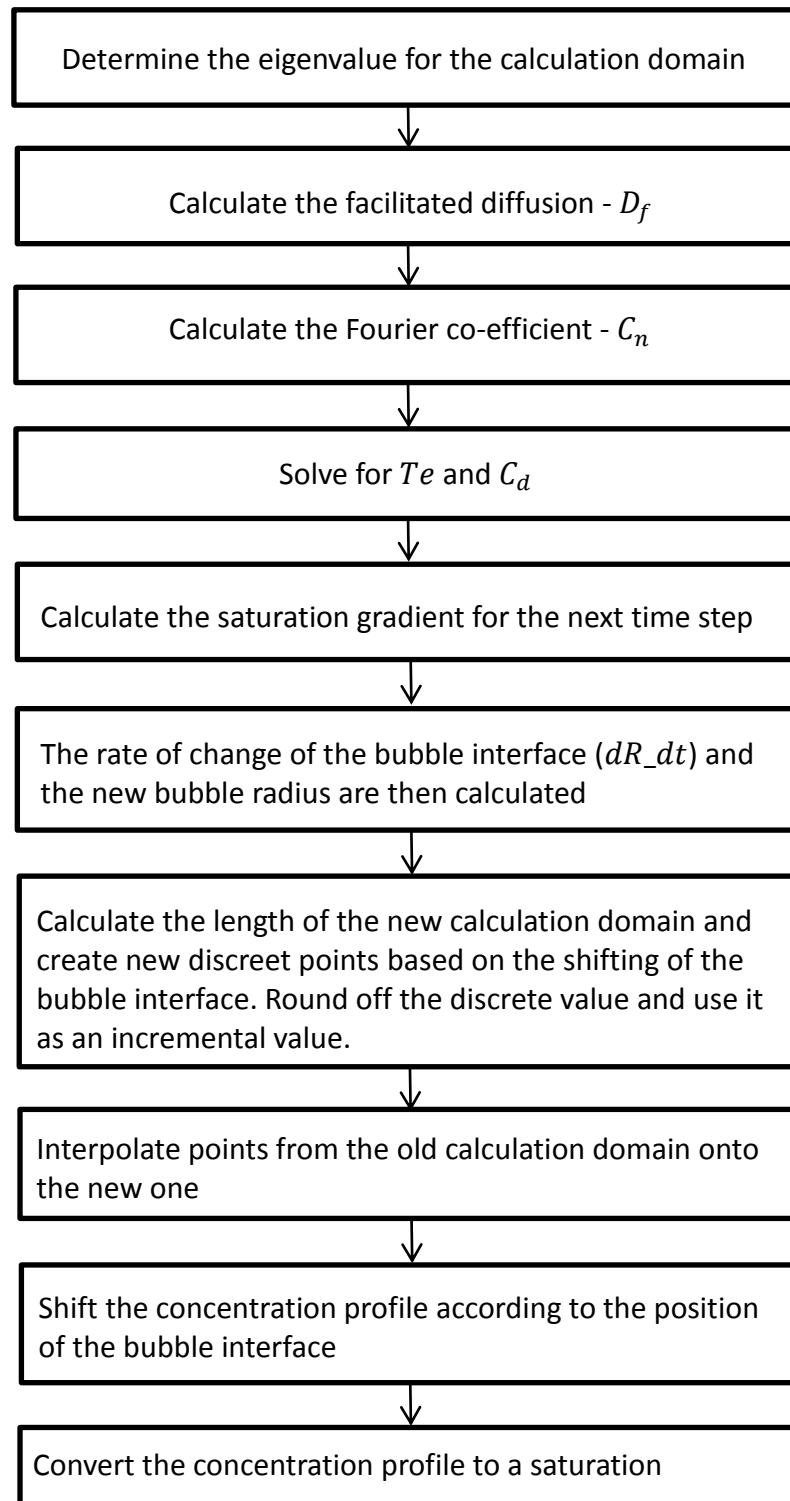 Determine the eigenvalue for the calculation domain
Calculate the facilitated diffusion - D_f
Calculate the Fourier co-efficient - C_n
Solve for Te and C_d
Calculate the saturation gradient for the next time step
The rate of change of the bubble interface (dR_dt) and
the new bubble radius are then calculated
Calculate the length of the new calculation domain and
create new discreet points based on the shifting of the
bubble interface. Round off the discrete value and use it
as an incremental value.
Interpolate points from the old calculation domain onto
the new one
Shift the concentration profile according to the position
of the bubble interface
Convert the concentration profile to a saturation